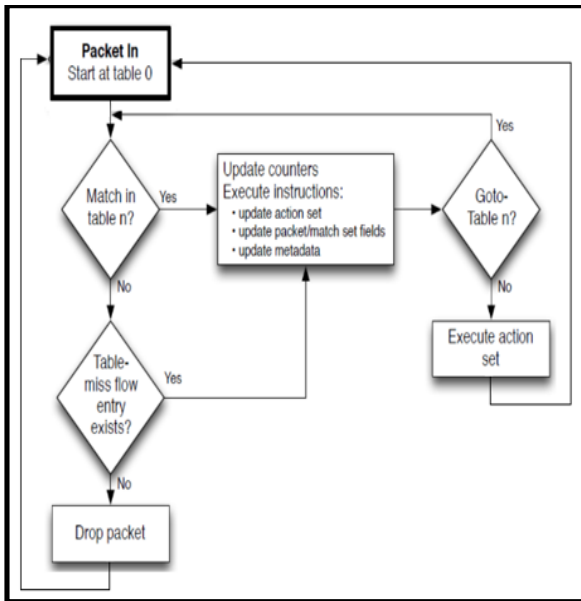 Packet In
Start at table 0
Yes
Match in
table n?
Yes
Update counters
Execute instructions:
• update action set
• update packet/match set fields
• update metadata
Goto-
Table n?
No
No
Table-
miss flow
entry
exists?
Yes
Execute action
set
No
Drop packet